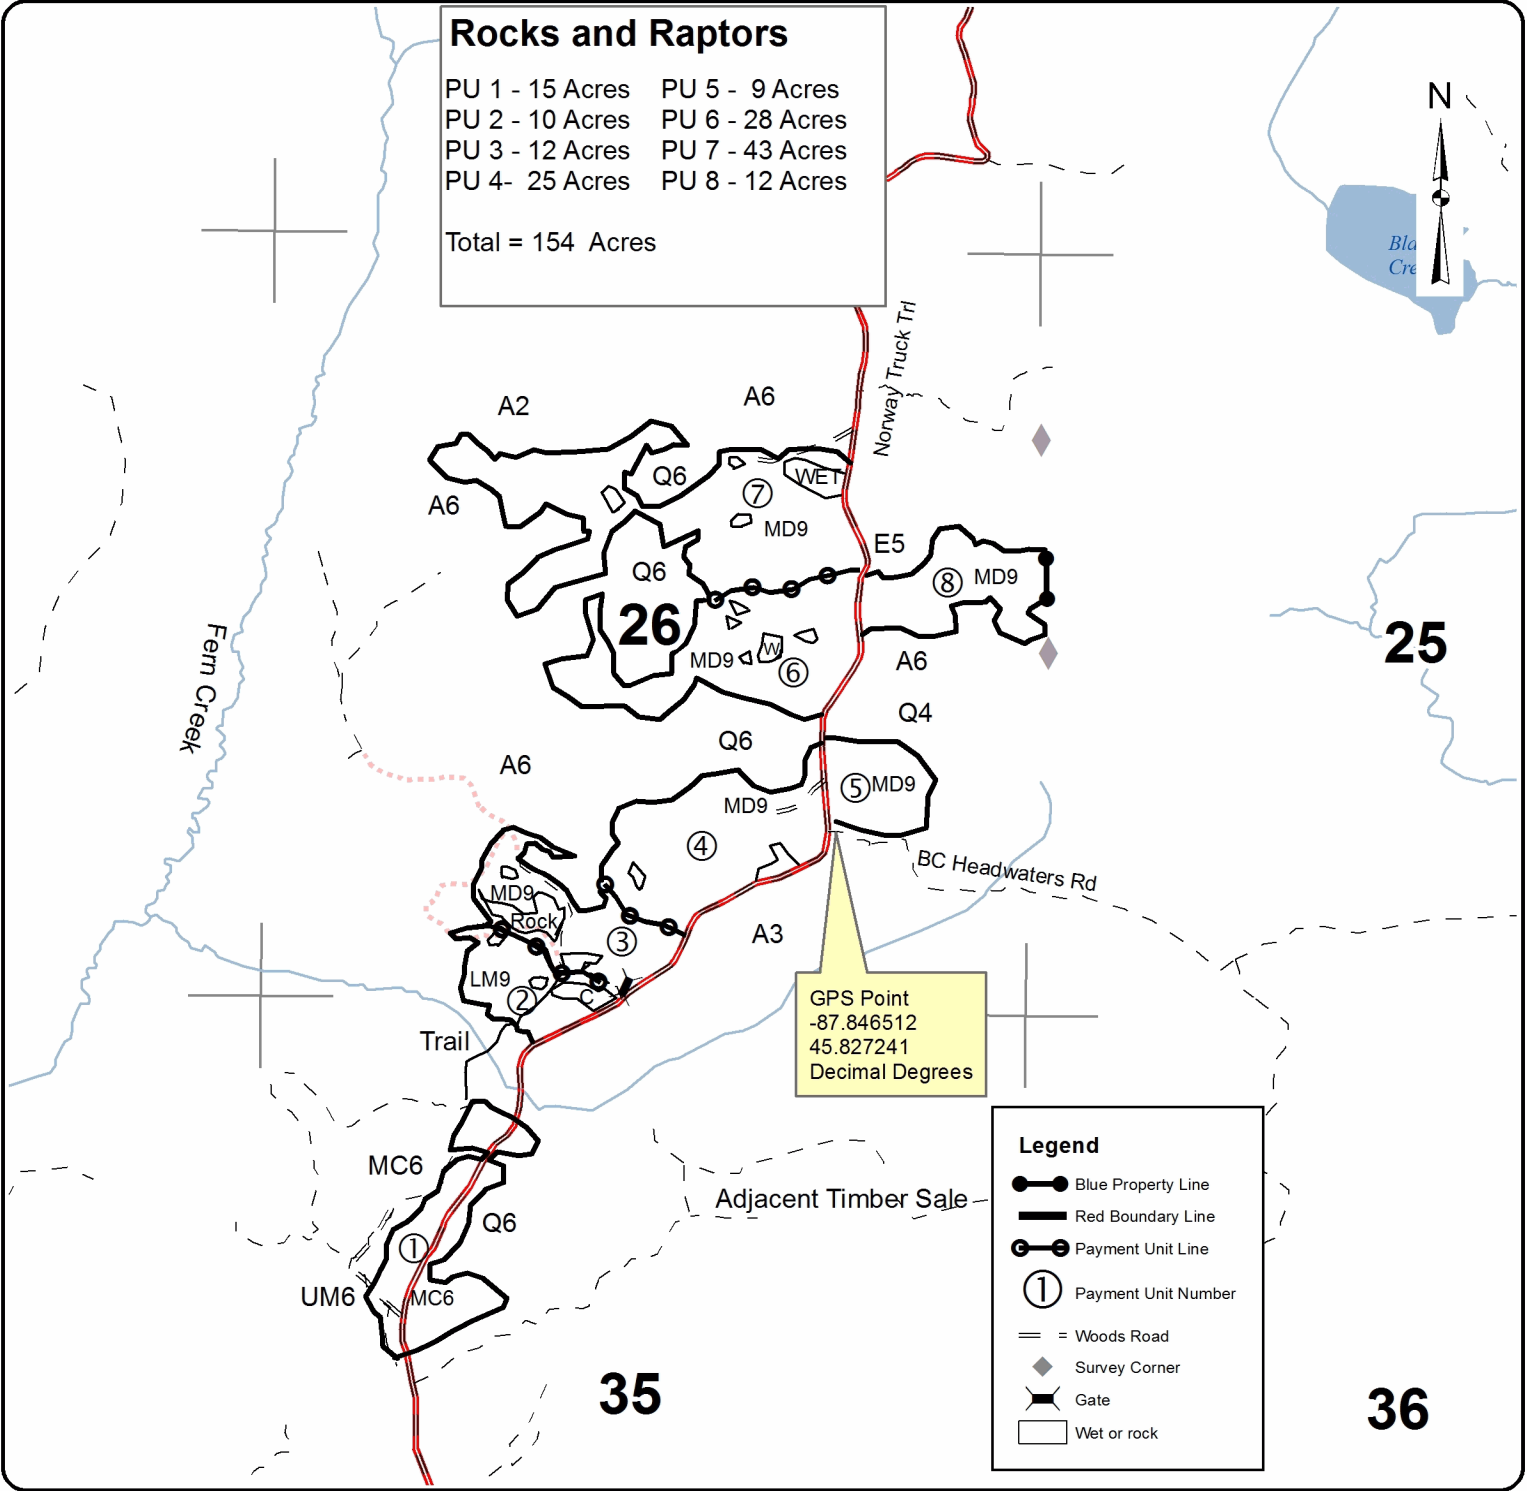 Rocks and Raptors
PU 1 - 15 Acres PU 5 - 9 Acres
PU 2 - 10 Acres PU 6 - 28 Acres
PU 3 - 12 Acres PU 7 - 43 Acres
PU 4- 25 Acres PU 8 - 12 Acres
Total = 154 Acres
N
Bla
Cre
Norway Truck Trl
A6
A2
Q6
WET
7
A6
MD9
E5
Q6
8 MD9
26
25
W
MD9
6
A6
Fern Creek
Q4
Q6
A6
5 MD9
MD9
4
BC Headwaters Rd
MD9
Rock
3
A3
LM9
2
C
GPS Point
-87.846512
45.827241
Decimal Degrees
Trail
MC6
Adjacent Timber Sale
Q6
1
UM6
MC6
35
36
Legend
Blue Property Line
Red Boundary Line
Payment Unit Line
1 Payment Unit Number
Woods Road
Survey Corner
Gate
Wet or rock